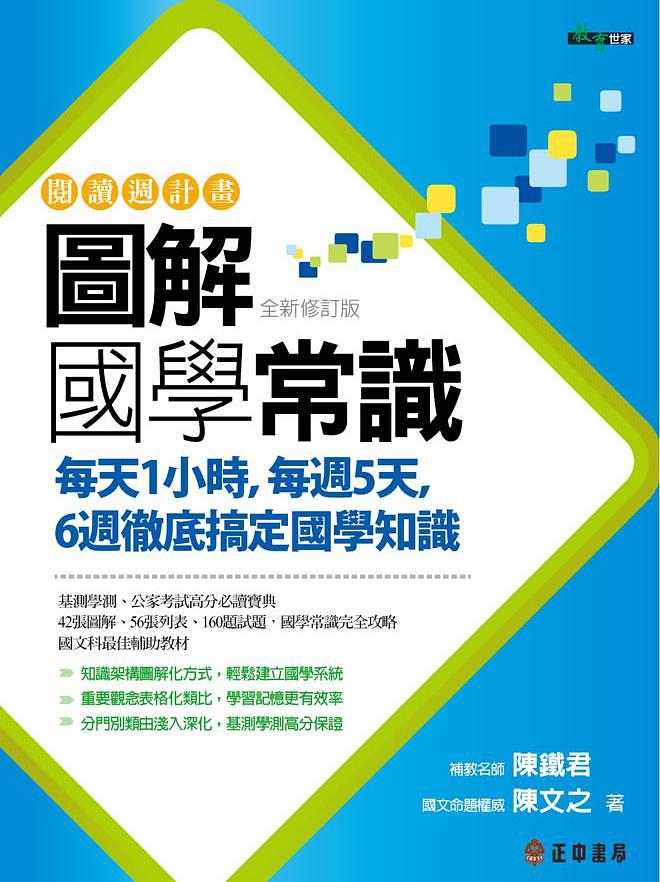 教育世家
閱讀週計畫
圖解
全新修訂版
國學常識
每天1小時, 每週5天,
6週徹底搞定國學知識
基測學測、公家考試高分必讀寶典
42張圖解、56張列表、160題試題，國學常識完全攻略
國文科最佳輔助教材
知識架構圖解化方式，輕鬆建立國學系統
重要觀念表格化類比，學習記憶更有效率
分門別類由淺入深化，基測學測高分保證
補教名師 陳鐵君
國文命題權威 陳文之 著
正中書局